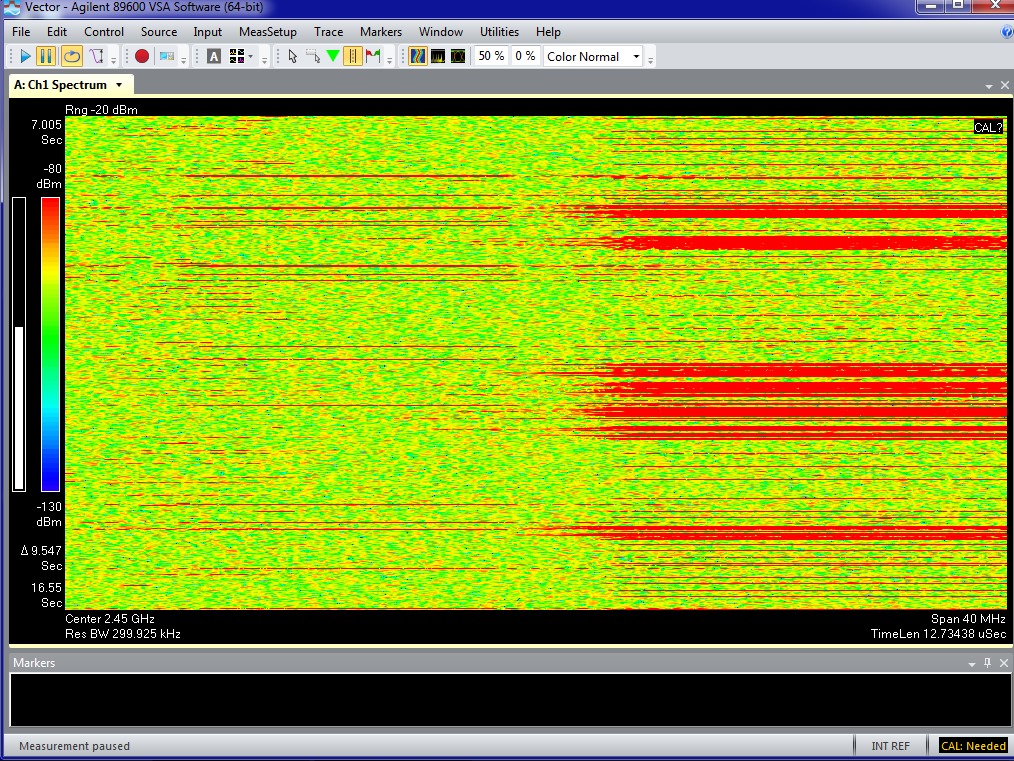 Vector - Agilent 89600 VSA Software (64-bit)
File Edit Control Source Input MeasSetup Trace Markers Window Utilities Help
A 50 % 0 % Color Normal
A: Ch1 Spectrum
Rng -20 dBm
7.005
Sec
CAL?
-80
dBm
-130
dBm
Δ 9.547
Sec
16.55
Sec
Center 2.45 GHz Span 40 MHz
Res BW 299.925 kHz TimeLen 12.73438 uSec
Markers
Measurement paused INT REF CAL: Needed